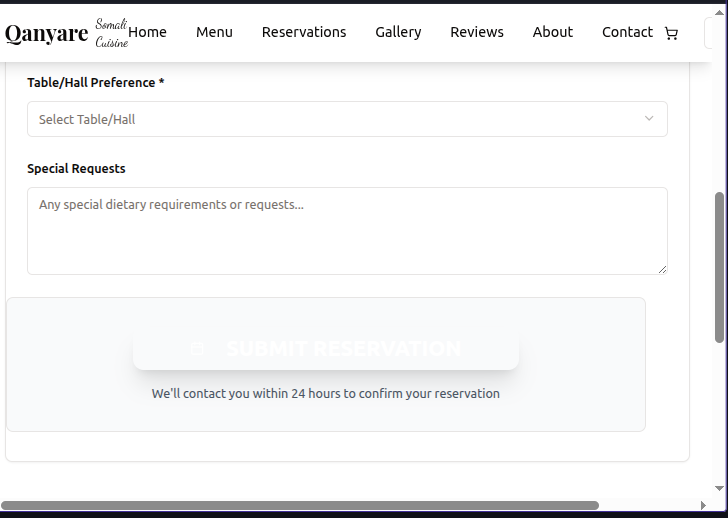 Qanyare
Somali
Cuisine
Home
Menu
Reservations
Gallery
Reviews
About
Contact
Table/Hall Preference *
Select Table/Hall
Special Requests
Any special dietary requirements or requests...
SUBMIT RESERVATION
We'll contact you within 24 hours to confirm your reservation